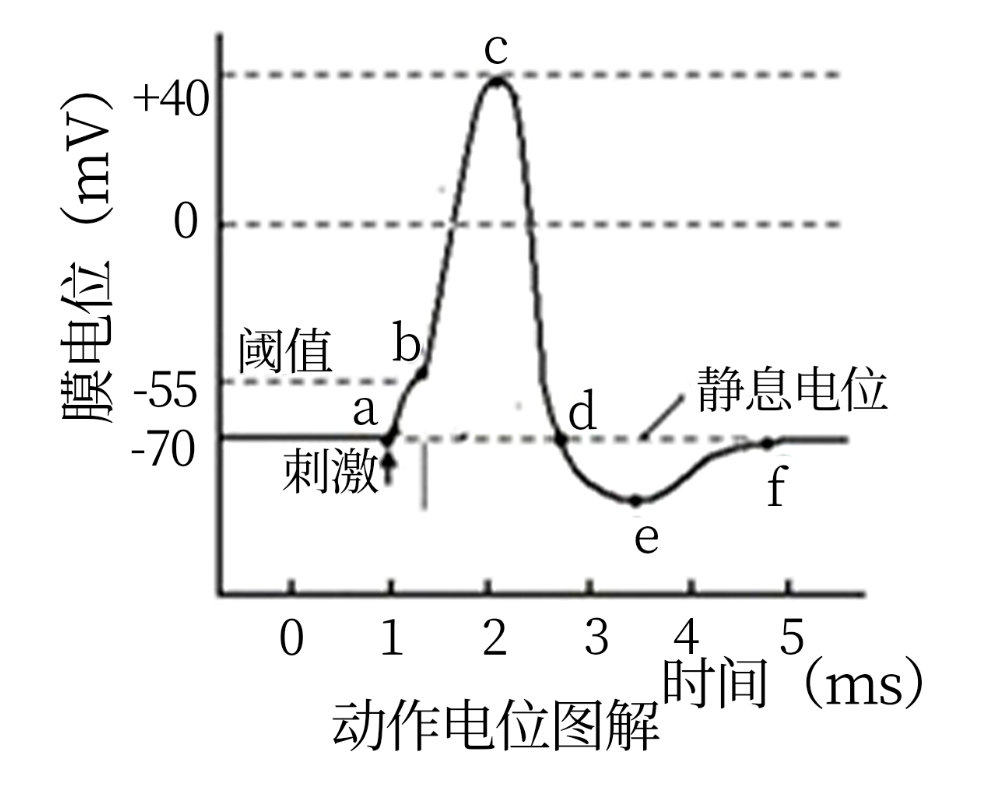 c
+40
膜电位（mV）
0
阈值
b
-55
a
d
静息电位
-70
刺激
f
e
0 1 2 3 4 5
时间（ms）
动作电位图解